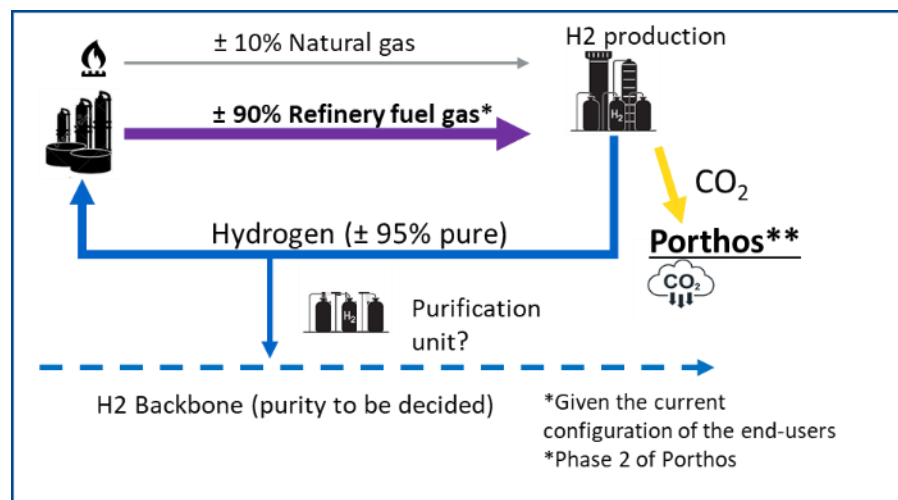 ± 10% Natural gas
H2 production
± 90% Refinery fuel gas*
H2
CO₂
Hydrogen (± 95% pure)
Porthos**
CO₂
H2
Purification
unit?
H2 Backbone (purity to be decided)
*Given the current
configuration of the end-users
*Phase 2 of Porthos